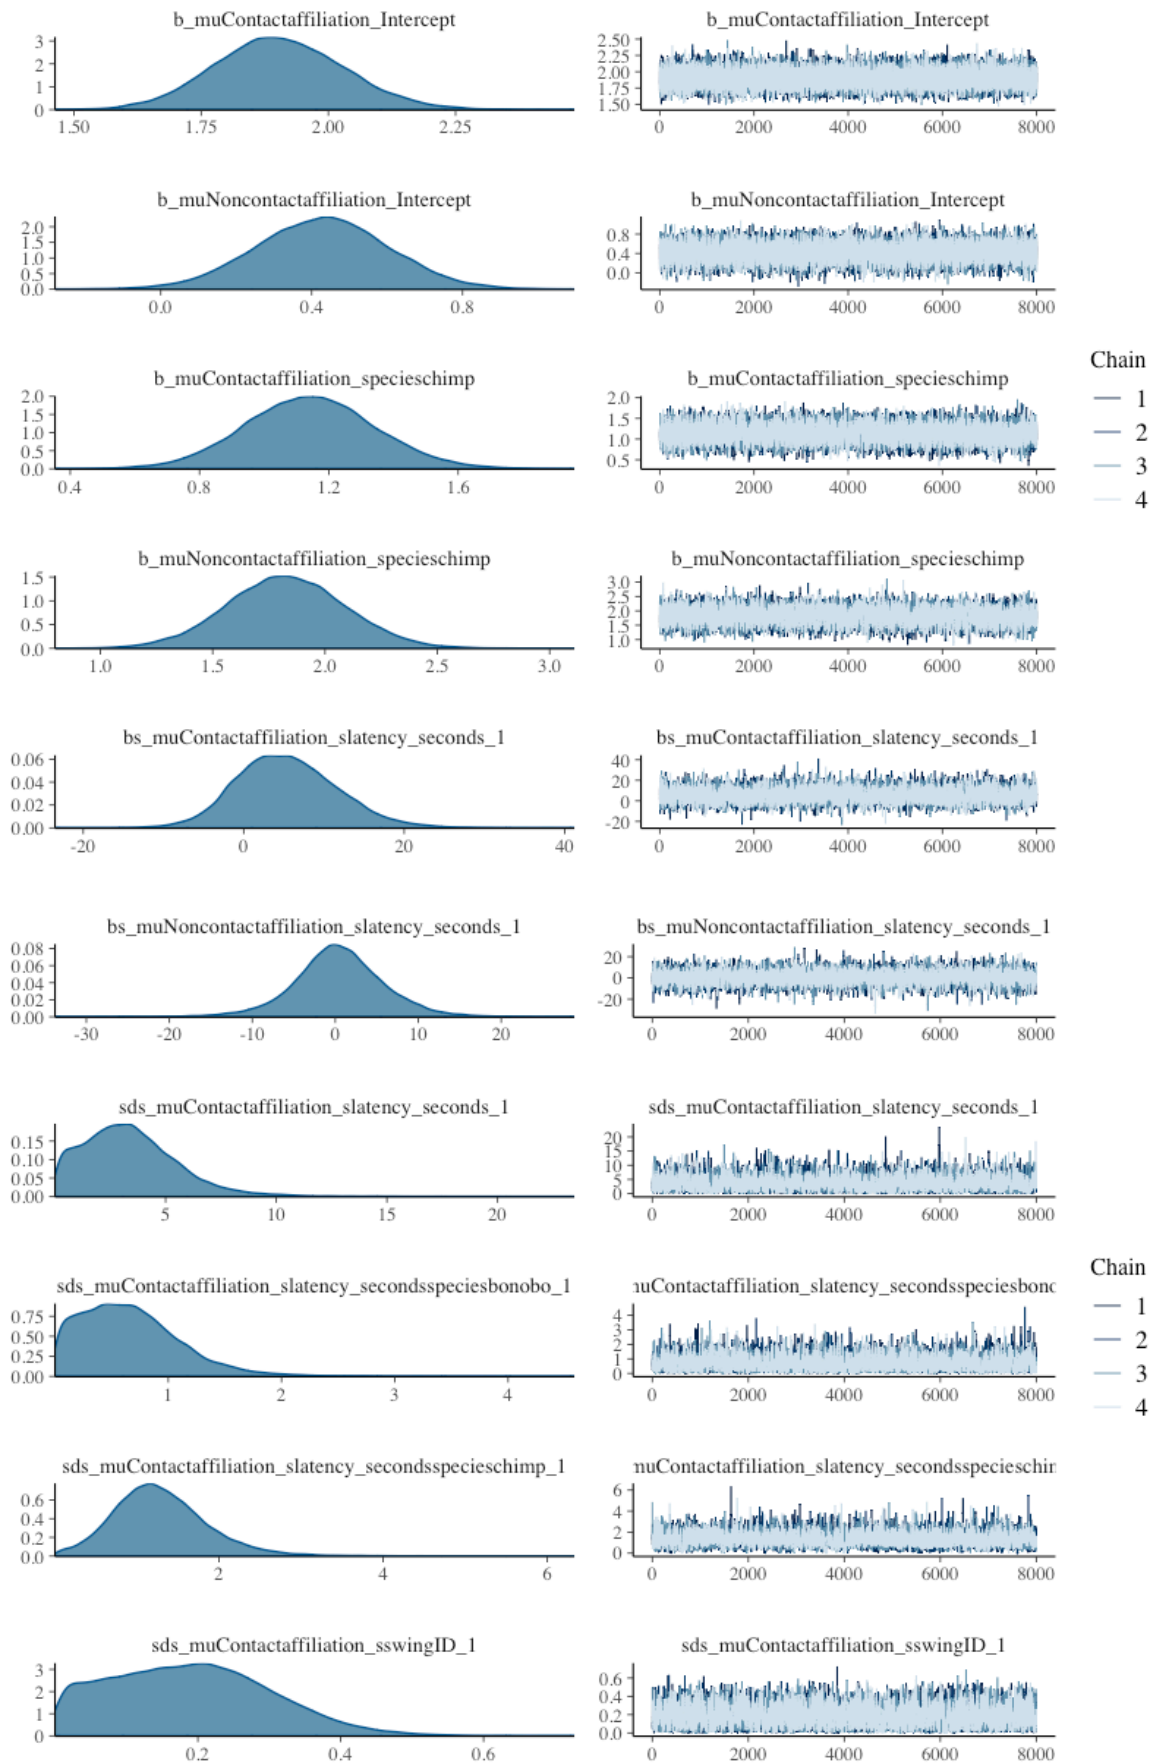 b_muContactaffiliation_Intercept
3
2
1
0
1.50 1.75 2.00 2.25
b_muContactaffiliation_Intercept
2.50
2.25
2.00
1.75
1.50
0 2000 4000 6000 8000
b_muNoncontactaffiliation_Intercept
2.0
1.5
1.0
0.5
0.0
0.0 0.4 0.8
b_muNoncontactaffiliation_Intercept
0.8
0.4
0.0
0 2000 4000 6000 8000
b_muContactaffiliation_specieschimp
2.0
1.5
1.0
0.5
0.0
0.4 0.8 1.2 1.6
b_muContactaffiliation_specieschimp
2.0
1.5
1.0
0.5
0 2000 4000 6000 8000
Chain
1
2
3
4
b_muNoncontactaffiliation_specieschimp
1.5
1.0
0.5
0.0
1.0 1.5 2.0 2.5 3.0
b_muNoncontactaffiliation_specieschimp
3.0
2.5
2.0
1.5
1.0
0 2000 4000 6000 8000
bs_muContactaffiliation_slatency_seconds_1
0.06
0.04
0.02
0.00
-20 0 20 40
bs_muContactaffiliation_slatency_seconds_1
40
20
0
-20
0 2000 4000 6000 8000
bs_muNoncontactaffiliation_slatency_seconds_1
0.08
0.06
0.04
0.02
0.00
-30 -20 -10 0 10 20
bs_muNoncontactaffiliation_slatency_seconds_1
20
0
-20
0 2000 4000 6000 8000
sds_muContactaffiliation_slatency_seconds_1
0.15
0.10
0.05
0.00
5 10 15 20
sds_muContactaffiliation_slatency_seconds_1
20
15
10
5
0
0 2000 4000 6000 8000
sds_muContactaffiliation_slatency_secondsspeciesbonobo_1
0.75
0.50
0.25
0.00
1 2 3 4
nuContactaffiliation_slatency_secondsspeciesbono
4
3
2
1
0
0 2000 4000 6000 8000
Chain
1
2
3
4
sds_muContactaffiliation_slatency_secondsspecieschimp_1
0.6
0.4
0.2
0.0
2 4 6
muContactaffiliation_slatency_secondsspecieschim
6
4
2
0
0 2000 4000 6000 8000
sds_muContactaffiliation_sswingID_1
3
2
1
0
0.2 0.4 0.6
sds_muContactaffiliation_sswingID_1
0.6
0.4
0.2
0.0
0 2000 4000 6000 8000